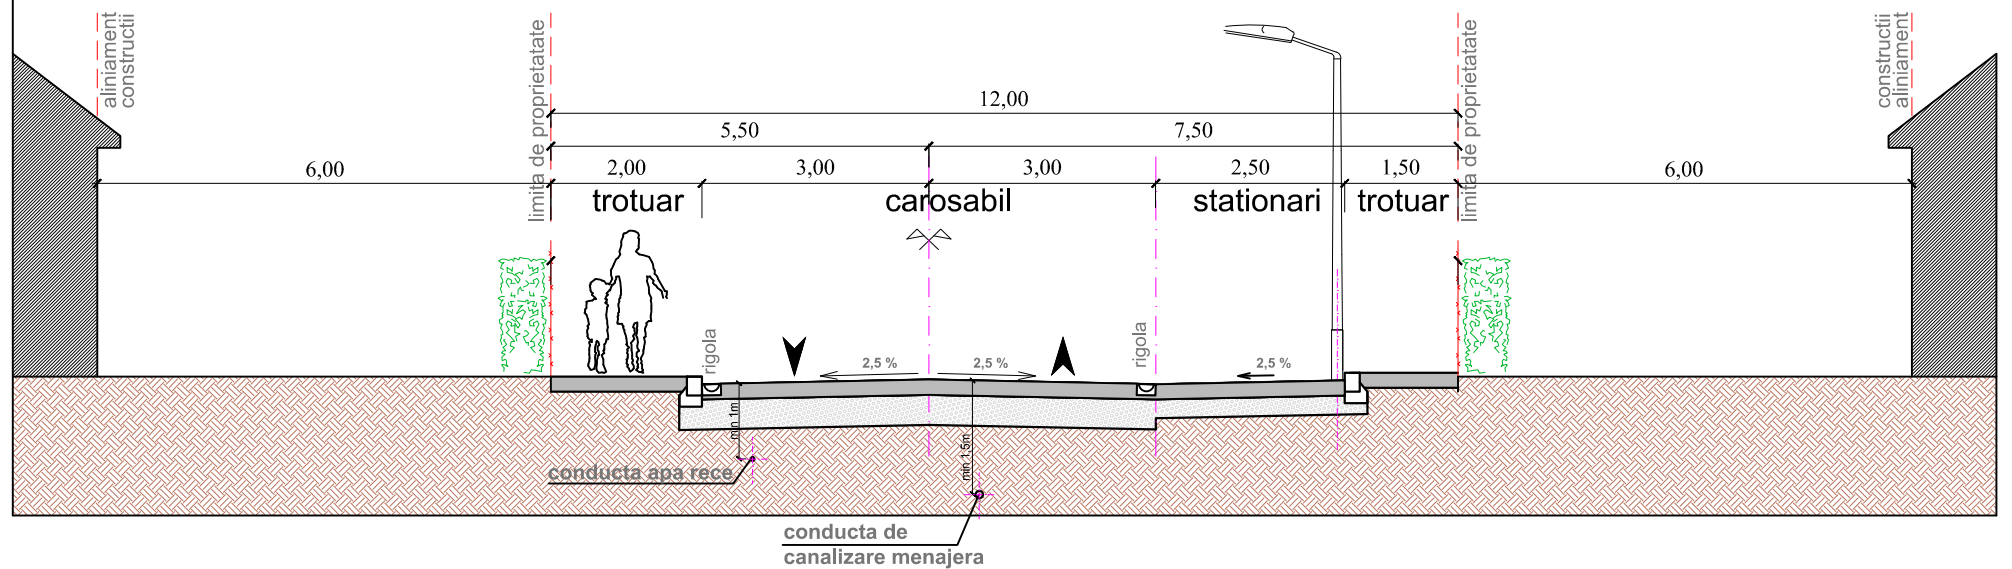 aliniament
constructii
limita de proprietatate
constructii
aliniament
limita de proprietatate
12,00
5,50
7,50
6,00
2,00
3,00
3,00
2,50
1,50
6,00
trotuar
carosabil
stationari
trotuar
rigola
rigola
2,5 %
2,5 %
2,5 %
min 1m
min 1,5m
conducta apa rece
conducta de
canalizare menajera